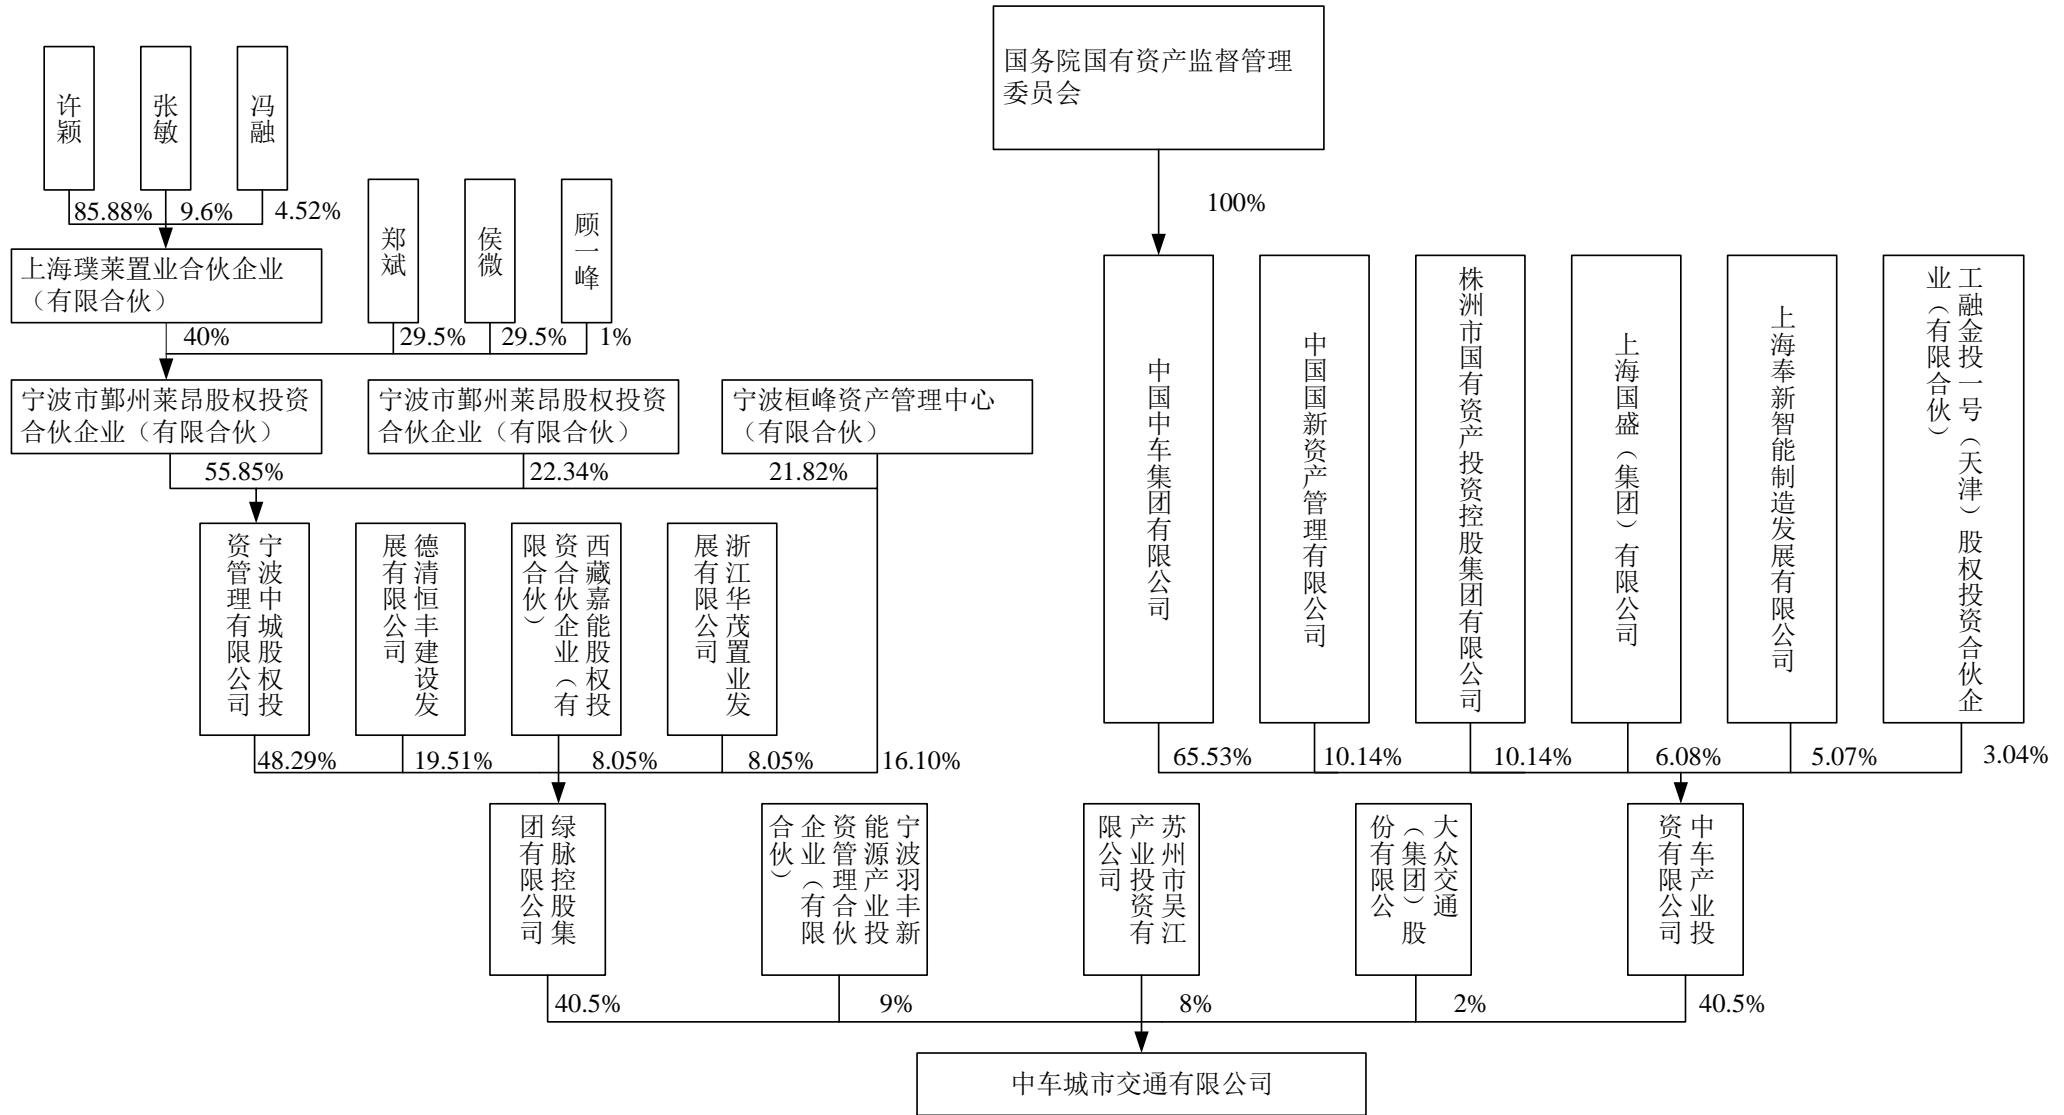 国务院国有资产监督管理
委员会
许颖
张敏
冯融
85.88%
9.6%
4.52%
100%
郑斌
侯微
顾一峰
上海璞莱置业合伙企业
（有限合伙）
40%
29.5%
29.5%
1%
宁波市鄞州莱昂股权投资
合伙企业（有限合伙）
宁波市鄞州莱昂股权投资
合伙企业（有限合伙）
宁波桓峰资产管理中心
（有限合伙）
55.85%
22.34%
21.82%
中国中车集团有限公司
中国国新资产管理有限公司
株洲市国有资产投资控股集团有限公司
上海国盛（集团）有限公司
上海奉新智能制造发展有限公司
工融金投一号（天津）股权投资合伙企
业（有限合伙）
宁波中城股权投
资管理有限公司
德清恒丰建设发
展有限公司
西藏嘉能股权投
资合伙企业（有
限合伙）
浙江华茂置业发
展有限公司
48.29%
19.51%
8.05%
8.05%
16.10%
65.53%
10.14%
10.14%
6.08%
5.07%
3.04%
绿脉控股集
团有限公司
宁波羽丰新
能源产业投
资管理合伙
企业（有限
合伙）
苏州市吴江
产业投资有
限公司
大众交通
（集团）股
份有限公
中车产业投
资有限公司
40.5%
9%
8%
2%
40.5%
中车城市交通有限公司